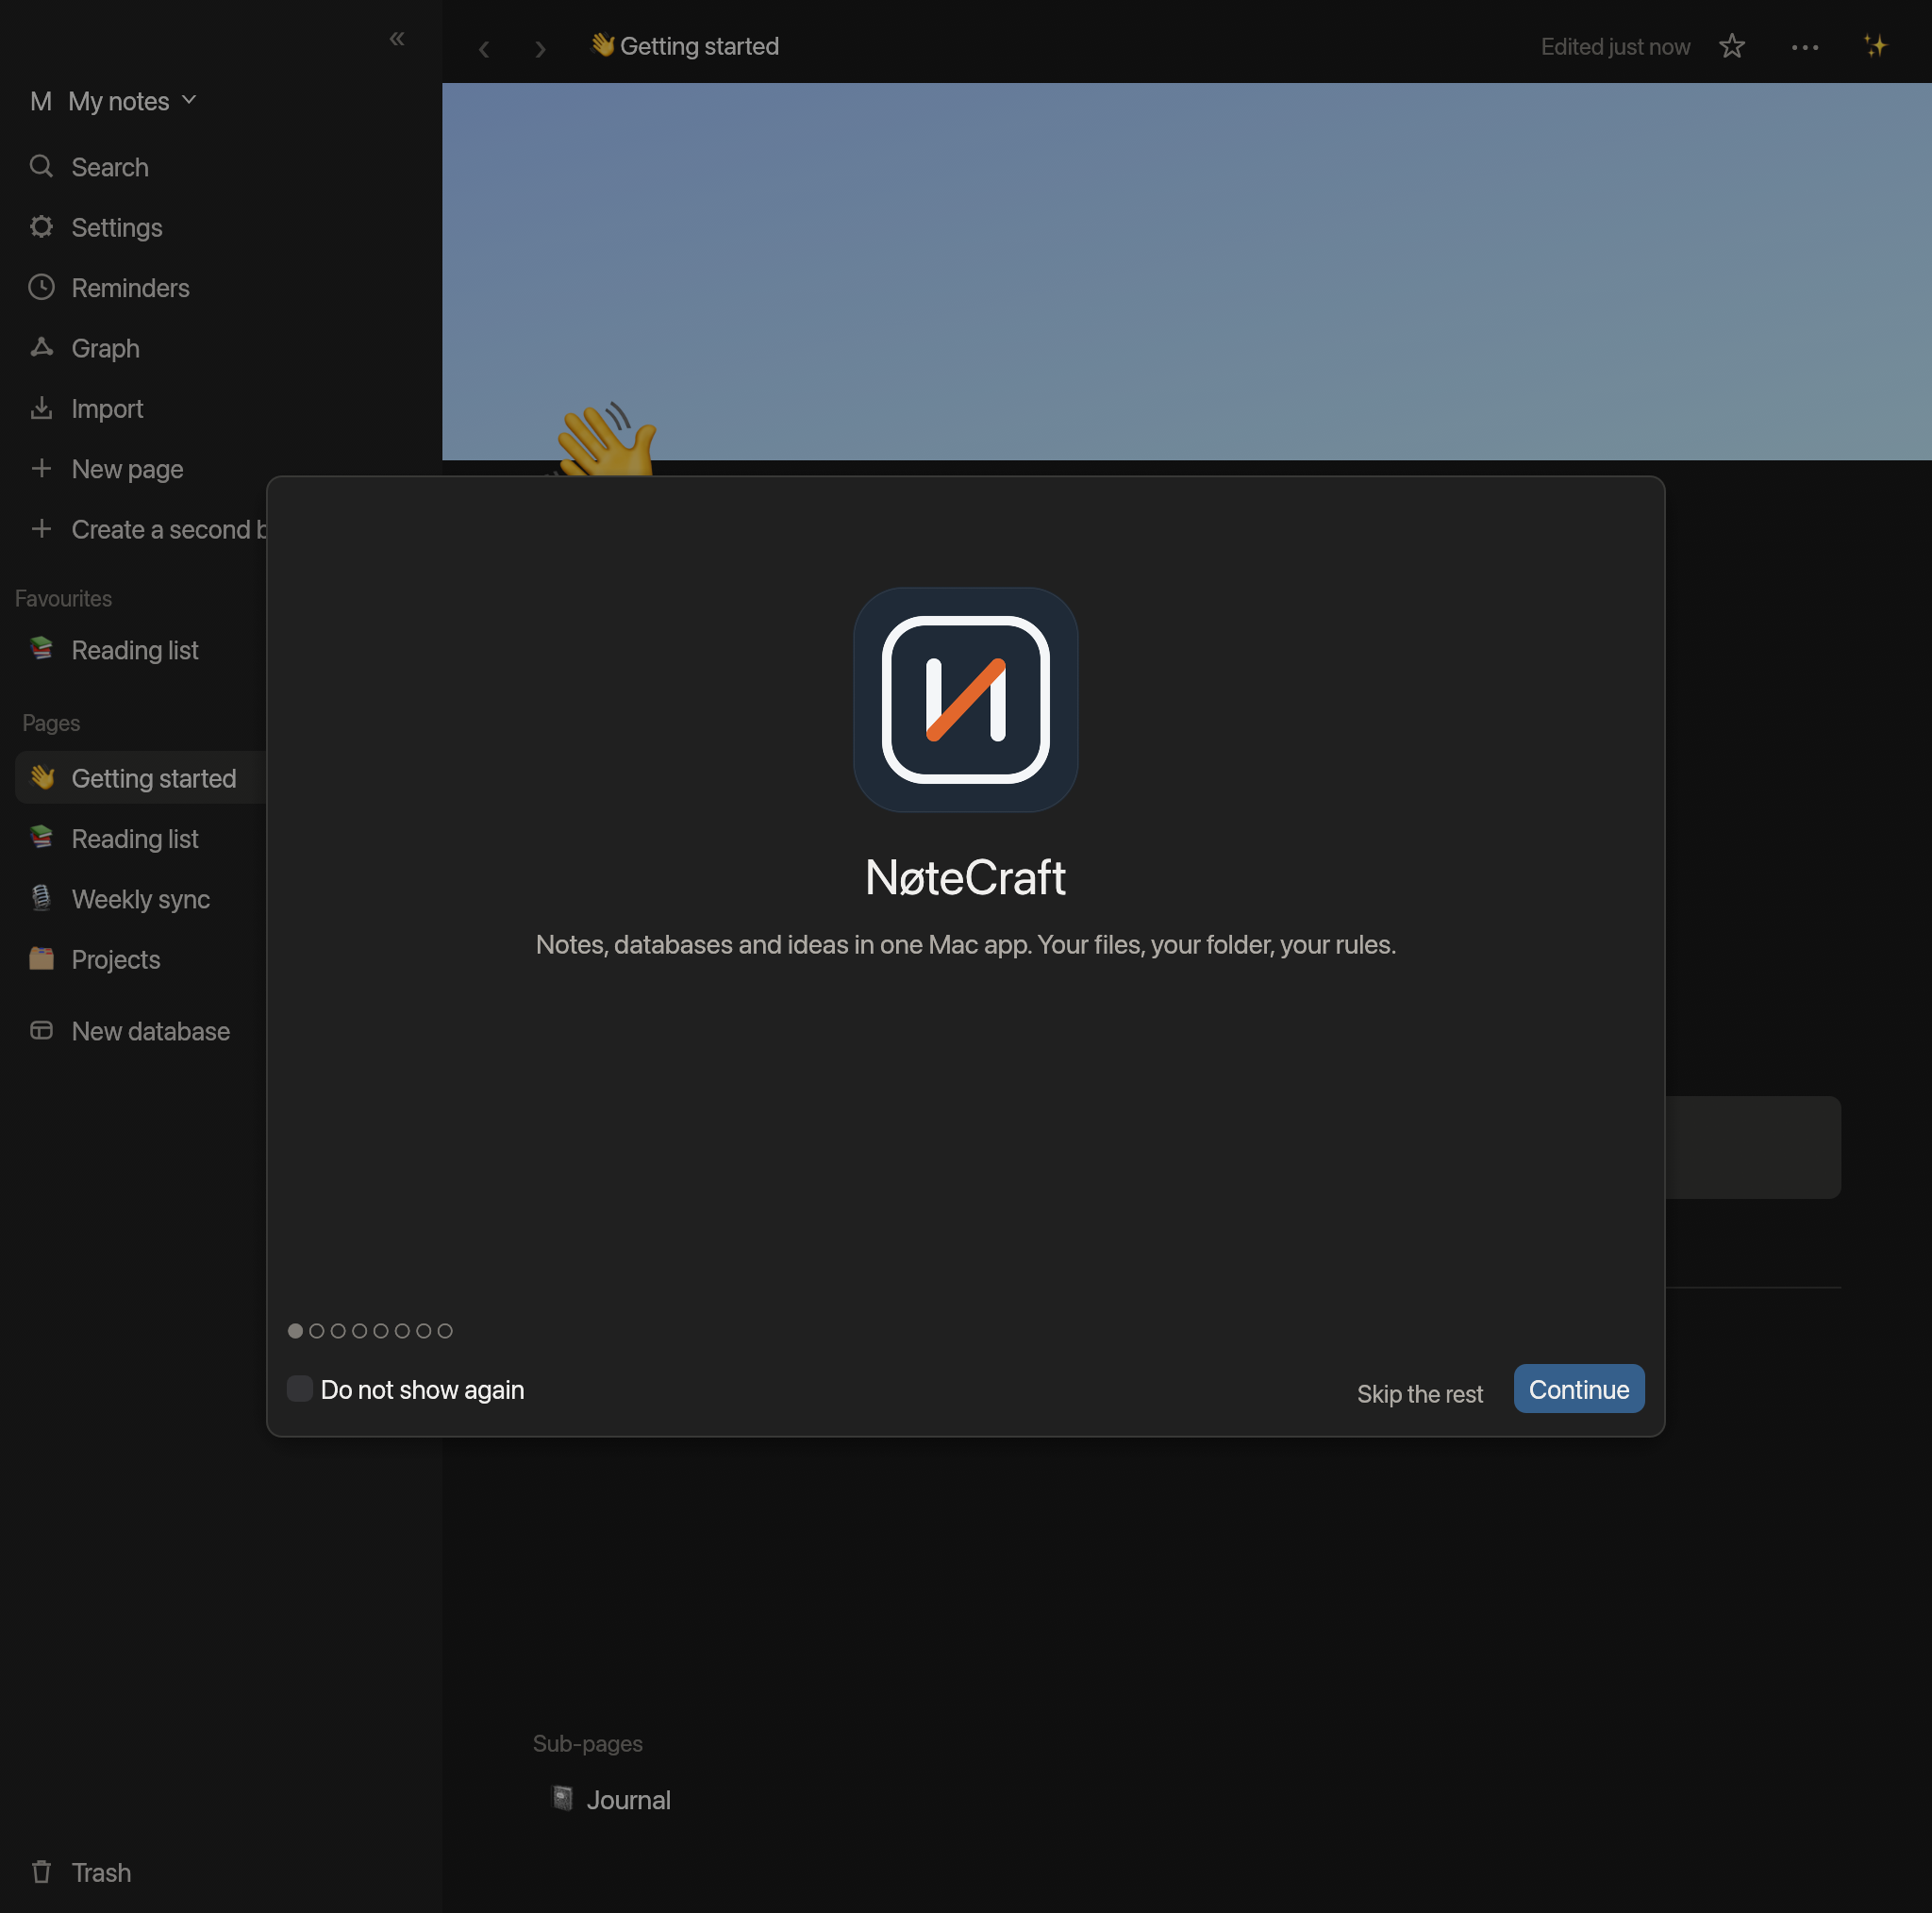 Getting started
Edited just now
M My notes
Search
Settings
Reminders
Graph
Import
New page
Create a second
Favourites
Reading list
Pages
Getting started
Reading list
Weekly sync
Projects
New database
NøteCraft
Notes, databases and ideas in one Mac app. Your files, your folder, your rules.
Do not show again
Skip the rest
Continue
Sub-pages
Journal
Trash